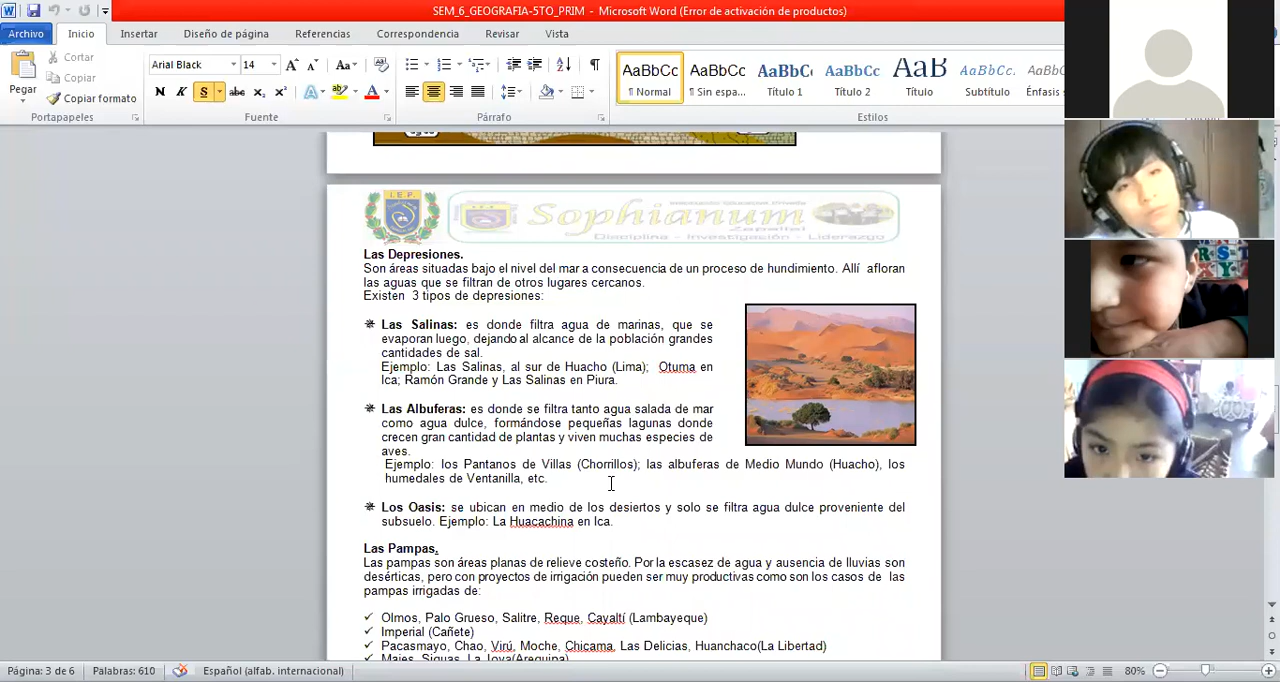 SEM_6_GEOGRAFIA-5TO_PRIM - Microsoft Word (Error de activación de productos)
Archivo Inicio Insertar Diseño de página Referencias Correspondencia Revisar Vista
Pegar
Cortar
Copiar
Copiar formato
Portapapeles
Arial Black 14
N K S abc x₂ x²
Fuente
Párrafo
AaBbCc AaBbCc AaBbC AaBbCc AaB AaBbCc
¶ Normal ¶ Sin espa... Título 1 Título 2 Título Subtítulo Énfasis
Estilos
I.E.P.
Sophianum
Zapallal
Disciplina - Investigación - Liderazgo
Las Depresiones.
Son áreas situadas bajo el nivel del mar a consecuencia de un proceso de hundimiento. Allí afloran
las aguas que se filtran de otros lugares cercanos.
Existen 3 tipos de depresiones:
Las Salinas: es donde filtra agua de marinas, que se
evaporan luego, dejando al alcance de la población grandes
cantidades de sal.
Ejemplo: Las Salinas, al sur de Huacho (Lima); Otuma en
Ica; Ramón Grande y Las Salinas en Piura.
Las Albuferas: es donde se filtra tanto agua salada de mar
como agua dulce, formándose pequeñas lagunas donde
crecen gran cantidad de plantas y viven muchas especies de
aves.
Ejemplo: los Pantanos de Villas (Chorrillos); las albuferas de Medio Mundo (Huacho), los
humedales de Ventanilla, etc.
Los Oasis: se ubican en medio de los desiertos y solo se filtra agua dulce proveniente del
subsuelo. Ejemplo: La Huacachina en Ica.
Las Pampas.
Las pampas son áreas planas de relieve costeño. Por la escasez de agua y ausencia de lluvias son
desérticas, pero con proyectos de irrigación pueden ser muy productivas como son los casos de las
pampas irrigadas de:
✓ Olmos, Palo Grueso, Salitre, Reque, Cayaltí (Lambayeque)
✓ Imperial (Cañete)
✓ Pacasmayo, Chao, Virú, Moche, Chicama, Las Delicias, Huanchaco(La Libertad)
✓ Majes, Siguas, La Joya(Arequipa)
Página: 3 de 6 Palabras: 610 Español (alfab. internacional) 80%